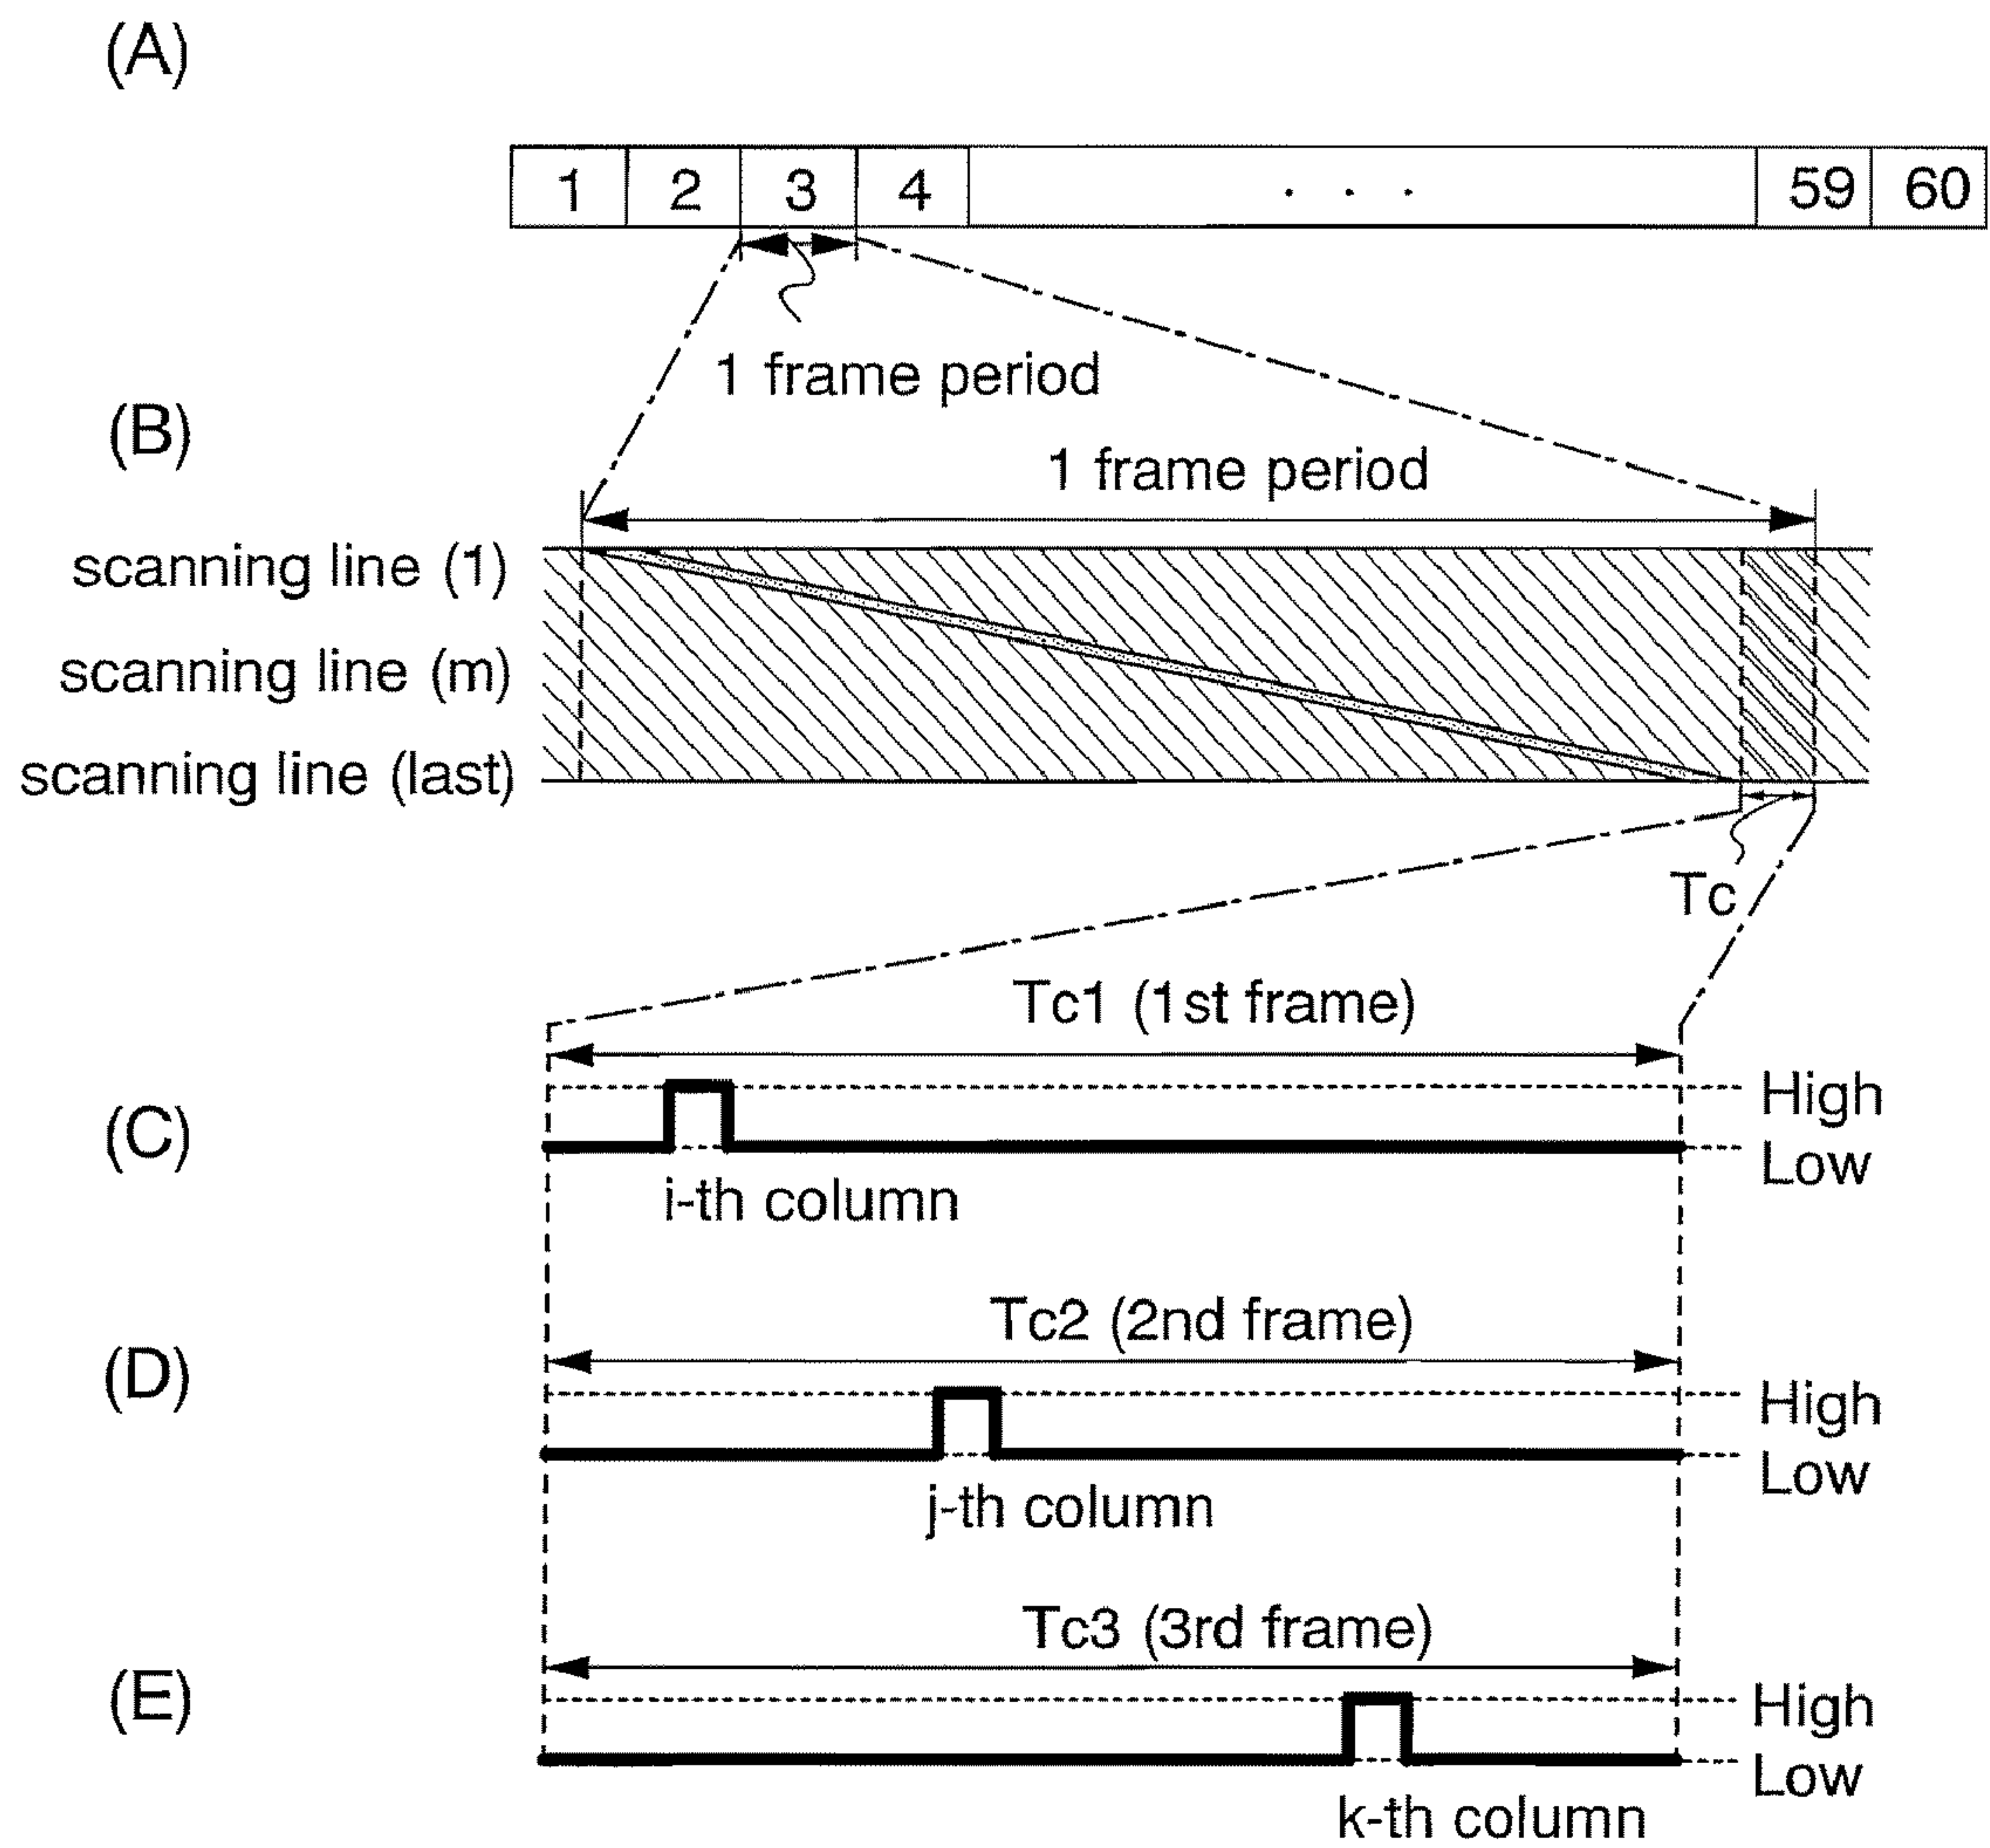 (A)
1 2 3 4 · · · 59 60
1 frame period
(B)
1 frame period
scanning line (1)
scanning line (m)
scanning line (last)
Tc
Tc1 (1st frame)
(C)
High
Low
i-th column
Tc2 (2nd frame)
(D)
High
Low
j-th column
Tc3 (3rd frame)
(E)
High
Low
k-th column